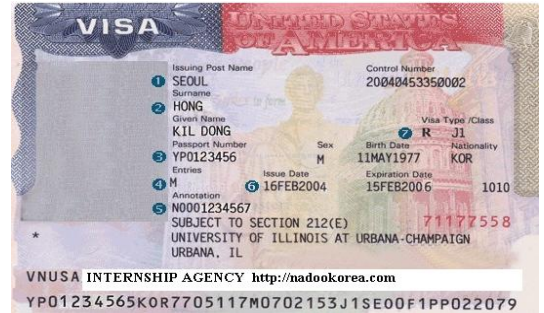 VISA UNITED STATES OF AMERICA
Issuing Post Name Control Number
1 SEOUL 20040453350002
Surname
2 HONG
Given Name Visa Type /Class
KIL DONG 7 R J1
Passport Number Sex Birth Date Nationality
3 YP0123456 M 11MAY1977 KOR
Entries Issue Date Expiration Date
4 M 6 16FEB2004 15FEB2006 1010
Annotation
5 N0001234567 71177558
SUBJECT TO SECTION 212(E)
* UNIVERSITY OF ILLINOIS AT URBANA-CHAMPAIGN
URBANA, IL
VNUSA INTERNSHIP AGENCY http://nadookorea.com
YP01234565KOR7705117M0702153J1SE00F1PP022079